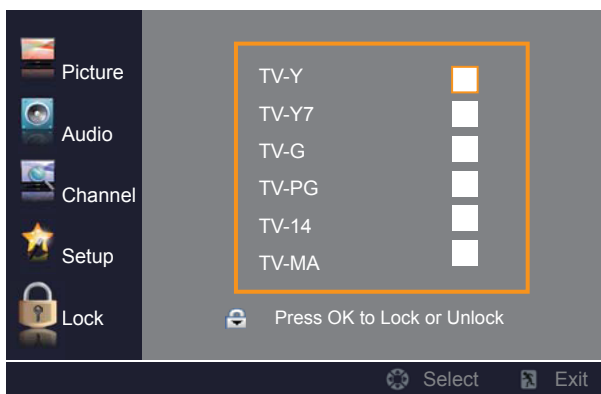 Picture
Audio
Channel
Setup
Lock
TV-Y
TV-Y7
TV-G
TV-PG
TV-14
TV-MA
Press OK to Lock or Unlock
Select
Exit